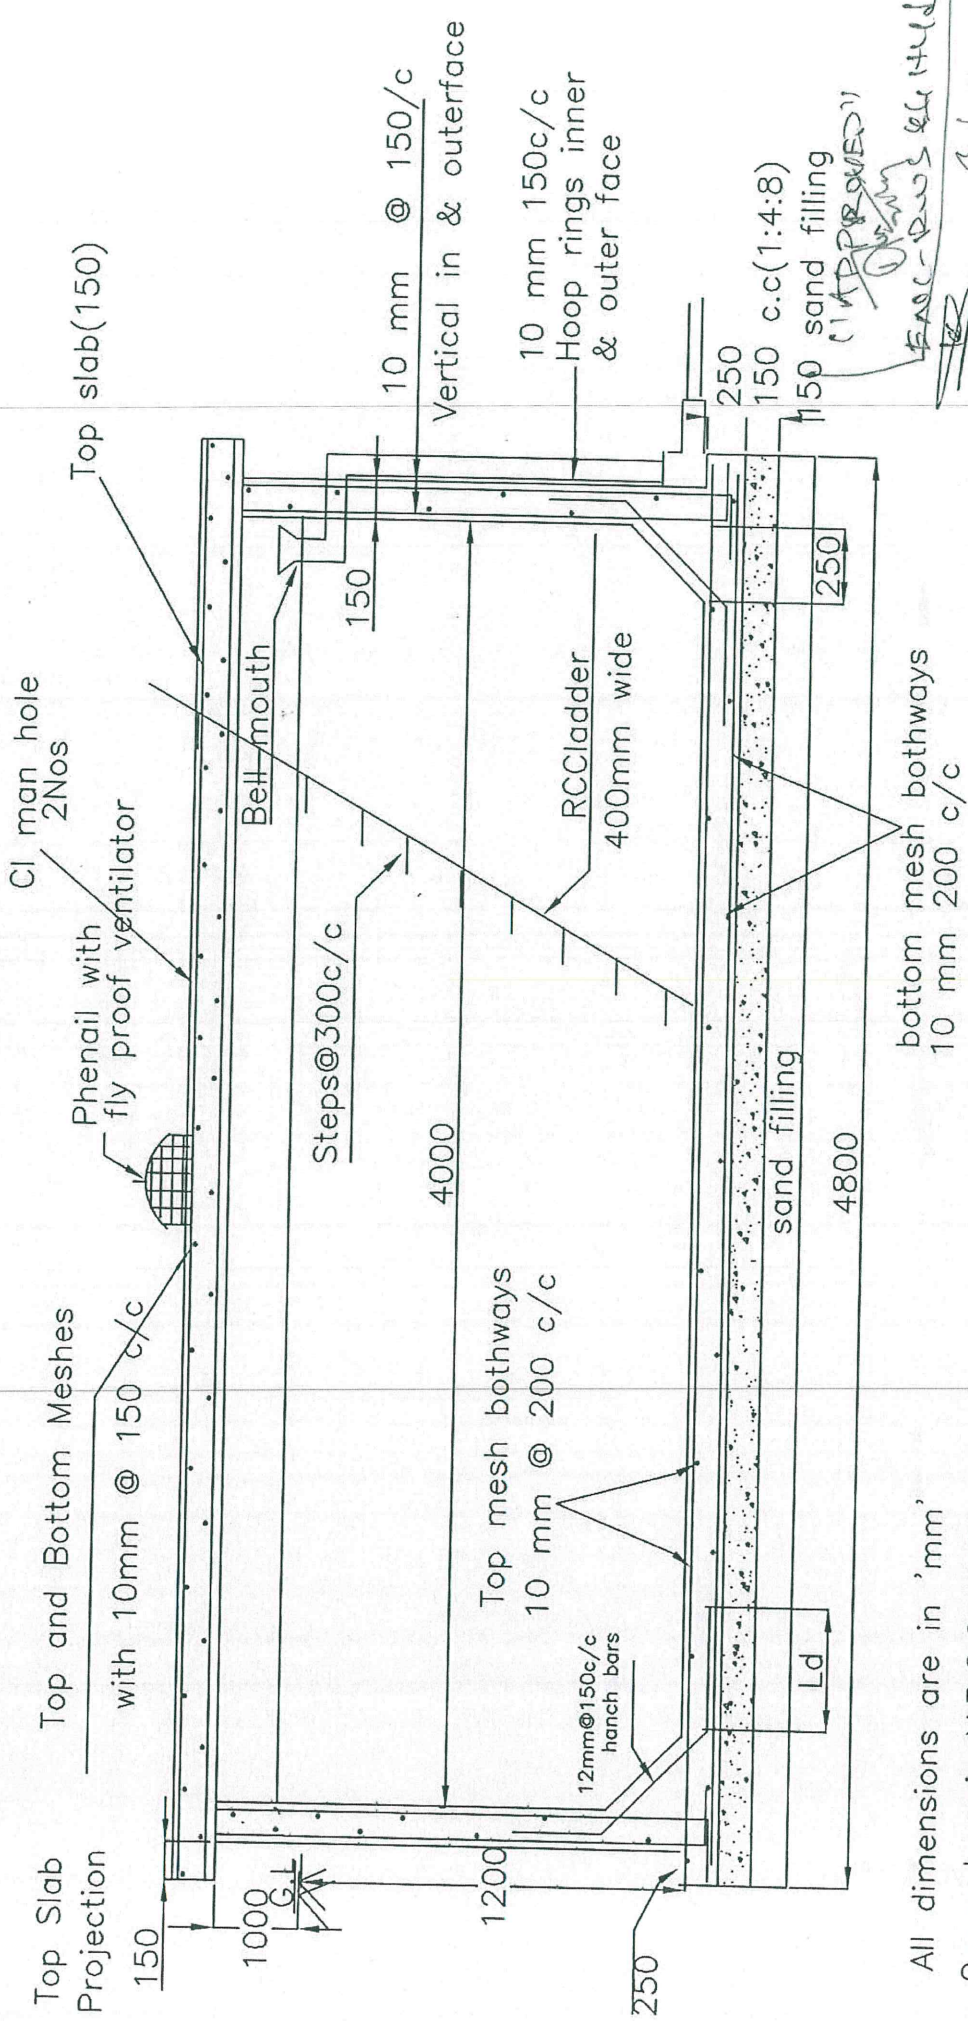 Top Slab
Projection
150
1000
G.L
1200
250
Top and Bottom Meshes
with 10mm @ 150 c/c
Phenail with
fly proof ventilator
CI man hole
2Nos
Top slab(150)
10 mm @ 150/c
Vertical in & outerface
10 mm 150c/c
Hoop rings inner
& outer face
Bell mouth
150
Steps@300c/c
4000
RCCladder
400mm wide
Top mesh bothways
10 mm @ 200 c/c
12mm@150c/c
hanch bars
Ld
250
250
150 c.c(1:4:8)
150 sand filling
sand filling
4800
bottom mesh bothways
10 mm 200 c/c
All dimensions are in 'mm'
("APPROVED")